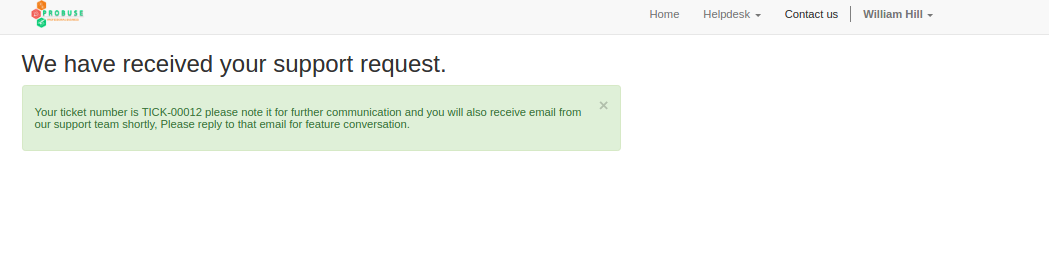 PROBUSE
Home Helpdesk Contact us William Hill
We have received your support request.
×
Your ticket number is TICK-00012 please note it for further communication and you will also receive email from
our support team shortly, Please reply to that email for feature conversation.